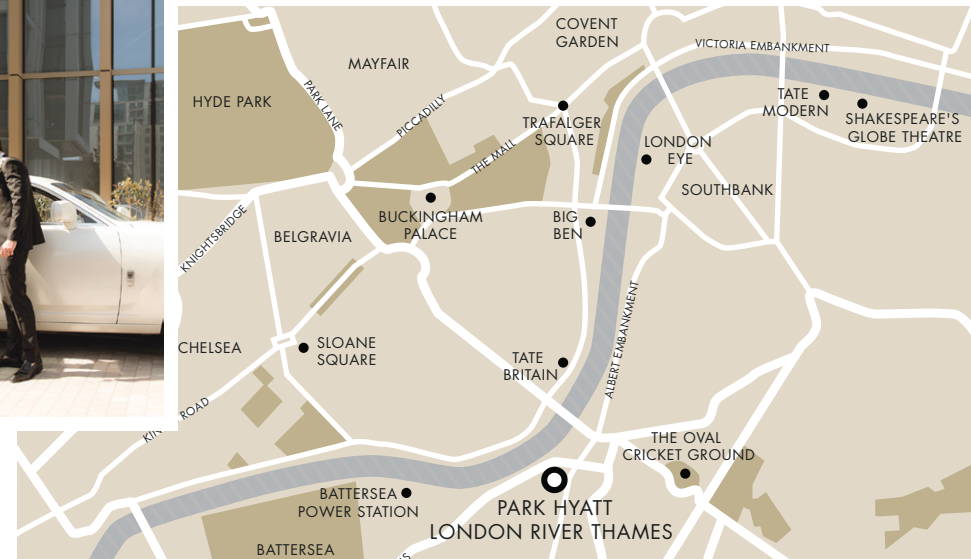 COVENT
GARDEN
VICTORIA EMBANKMENT
MAYFAIR
HYDE PARK
PARK LANE
PICCADILLY
TATE
MODERN
SHAKESPEARE'S
GLOBE THEATRE
TRAFALGER
SQUARE
THE MALL
LONDON
EYE
SOUTHBANK
BUCKINGHAM
PALACE
BIG
BEN
KNIGHTSBRIDGE
BELGRAVIA
ALBERT EMBANKMENT
CHELSEA
SLOANE
SQUARE
TATE
BRITAIN
ROAD
THE OVAL
CRICKET GROUND
BATTERSEA
POWER STATION
PARK HYATT
LONDON RIVER THAMES
BATTERSEA